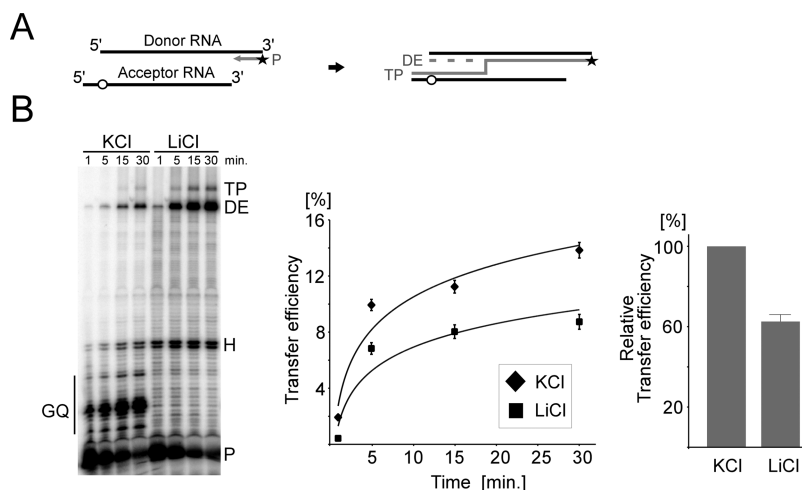 A
5' Donor RNA 3'
P
5' Acceptor RNA 3'
DE
TP
B
KCl LiCl
1 5 15 30 1 5 15 30 min.
TP
DE
H
GQ
P
[%]
16
12
8
4
Transfer efficiency
KCl
LiCl
5 10 15 20 25 30
Time [min.]
[%]
100
60
20
Relative
Transfer efficiency
KCl LiCl